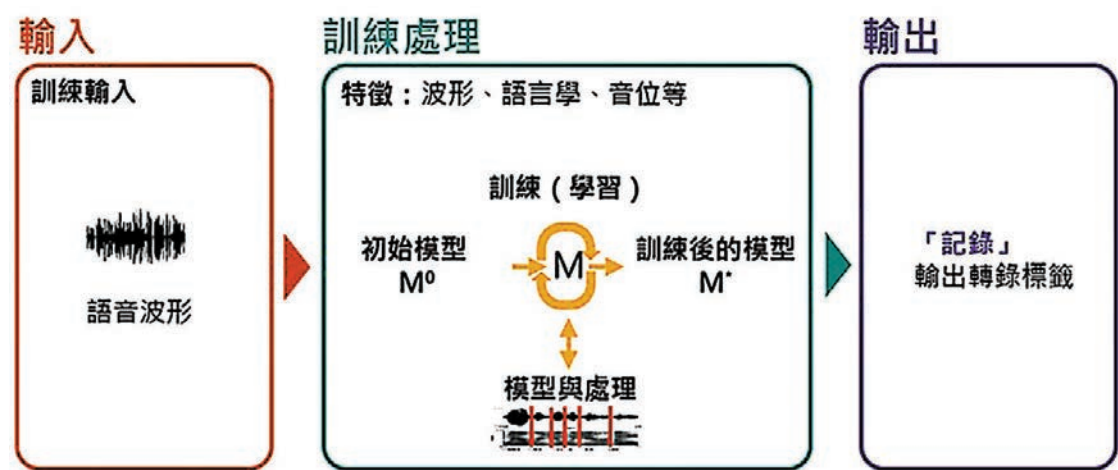 輸入
訓練輸入
語音波形
訓練處理
特徵：波形、語言學、音位等
訓練（學習）
初始模型
M⁰
M
訓練後的模型
M*
模型與處理
輸出
「記錄」
輸出轉錄標籤